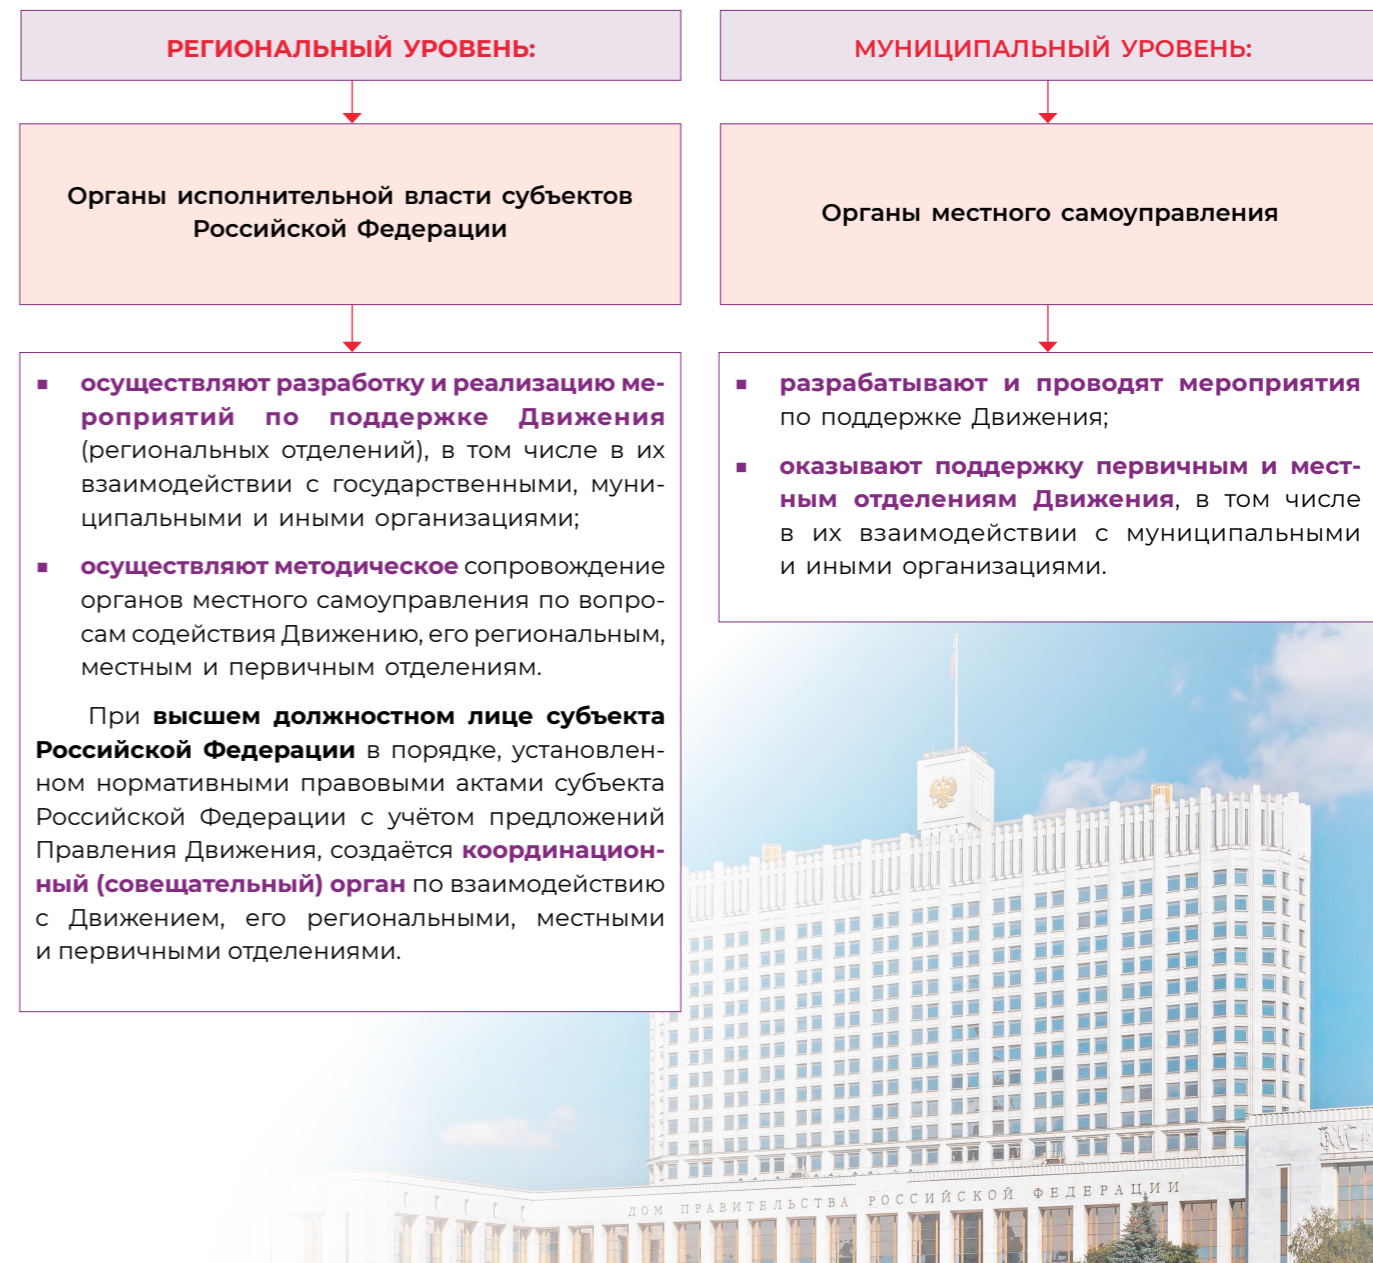 РЕГИОНАЛЬНЫЙ УРОВЕНЬ:
Органы исполнительной власти субъектов
Российской Федерации
▪ осуществляют разработку и реализацию ме-
роприятий по поддержке Движения
(региональных отделений), в том числе в их
взаимодействии с государственными, муни-
ципальными и иными организациями;
▪ осуществляют методическое сопровождение
органов местного самоуправления по вопро-
сам содействия Движению, его региональным,
местным и первичным отделениям.
При высшем должностном лице субъекта
Российской Федерации в порядке, установлен-
ном нормативными правовыми актами субъекта
Российской Федерации с учётом предложений
Правления Движения, создаётся координацион-
ный (совещательный) орган по взаимодействию
с Движением, его региональными, местными
и первичными отделениями.
МУНИЦИПАЛЬНЫЙ УРОВЕНЬ:
Органы местного самоуправления
▪ разрабатывают и проводят мероприятия
по поддержке Движения;
▪ оказывают поддержку первичным и мест-
ным отделениям Движения, в том числе
в их взаимодействии с муниципальными
и иными организациями.
ДОМ ПРАВИТЕЛЬСТВА РОССИЙСКОЙ ФЕДЕРАЦИИ